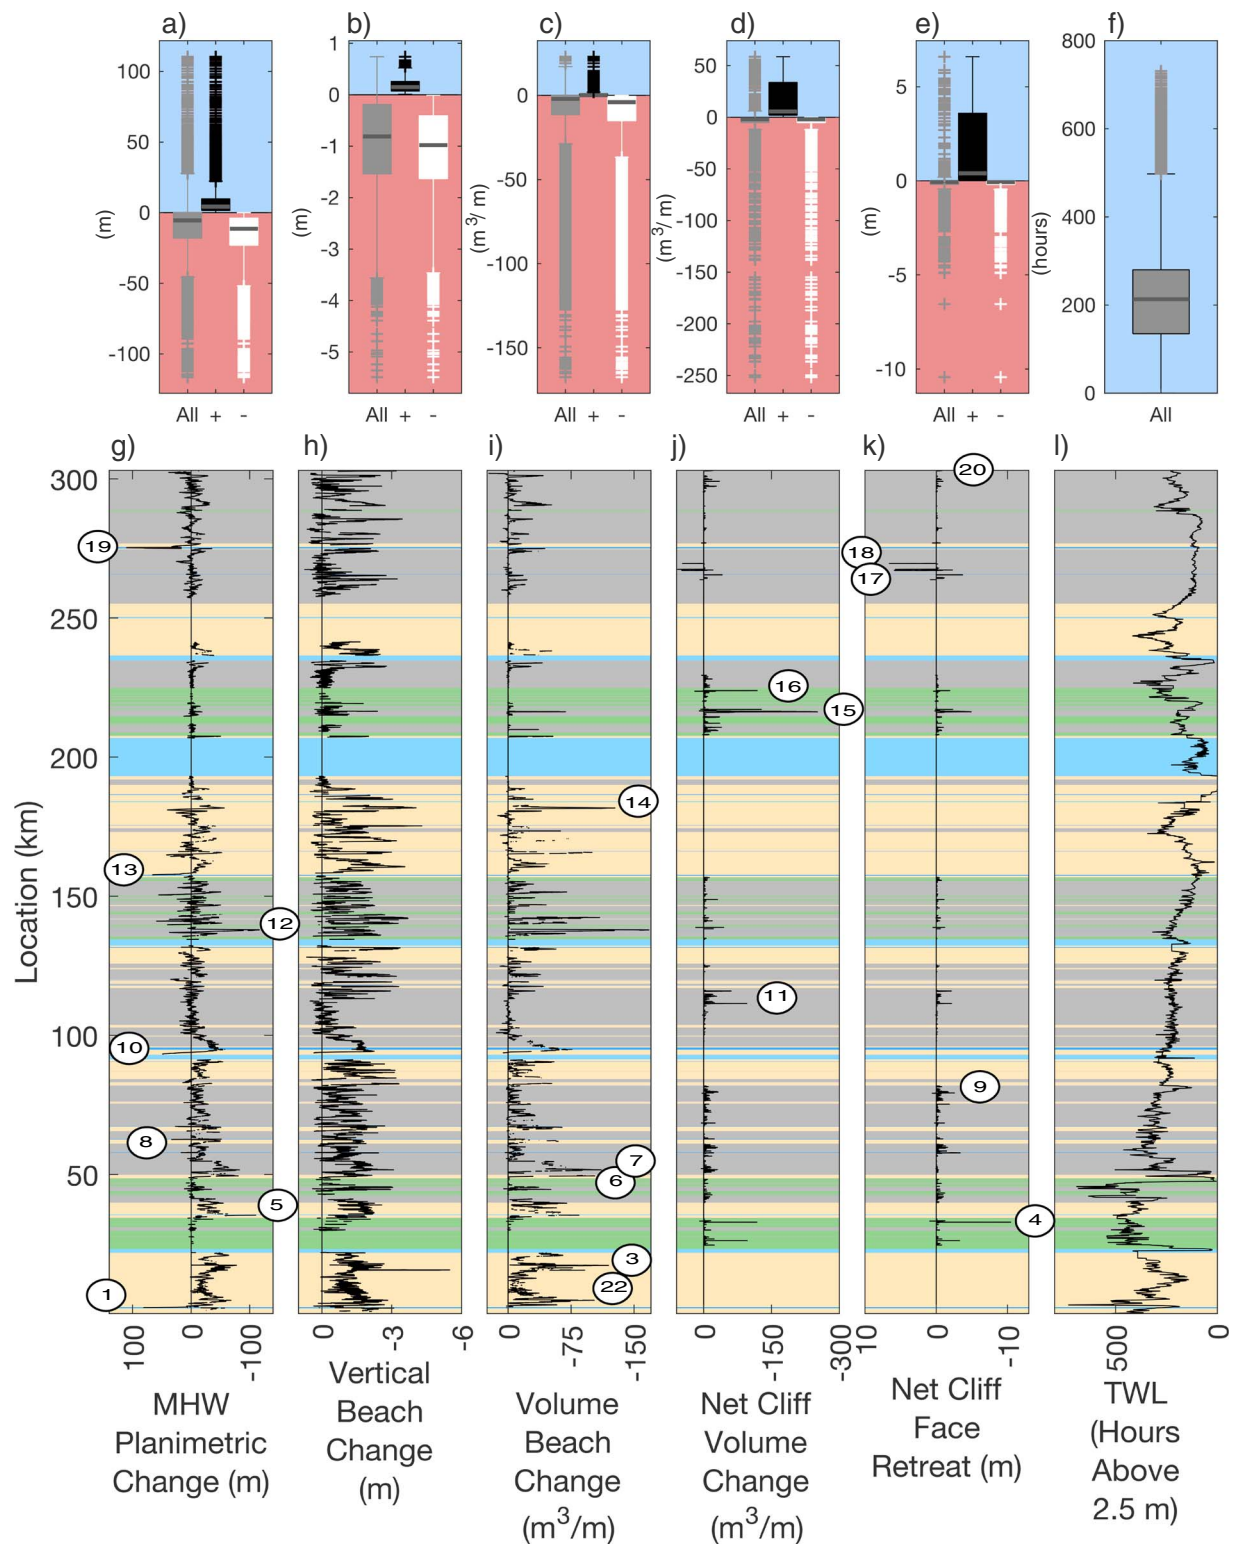 a) b) c) d) e) f)
100
50
0
-50
-100
(m)
All + -
1
0
-1
-2
-3
-4
-5
(m)
All + -
0
-50
-100
-150
(m³/ m)
All + -
50
0
-50
-100
-150
-200
-250
(m³/ m)
All + -
5
0
-5
-10
(m)
All + -
800
600
400
200
0
(hours)
All
g) h) i) j) k) l)
300
250
200
150
100
50
Location (km)
20
19
18
17
16
15
14
13
12
11
10
9
8
7
6
5
4
3
22
1
100 0 -100
0 -3 -6
0 -75 -150
0 -150 -300
10 0 -10
500 0
MHW
Planimetric
Change (m)
Vertical
Beach
Change
(m)
Volume
Beach
Change
(m³/m)
Net Cliff
Volume
Change
(m³/m)
Net Cliff
Face
Retreat (m)
TWL
(Hours
Above
2.5 m)